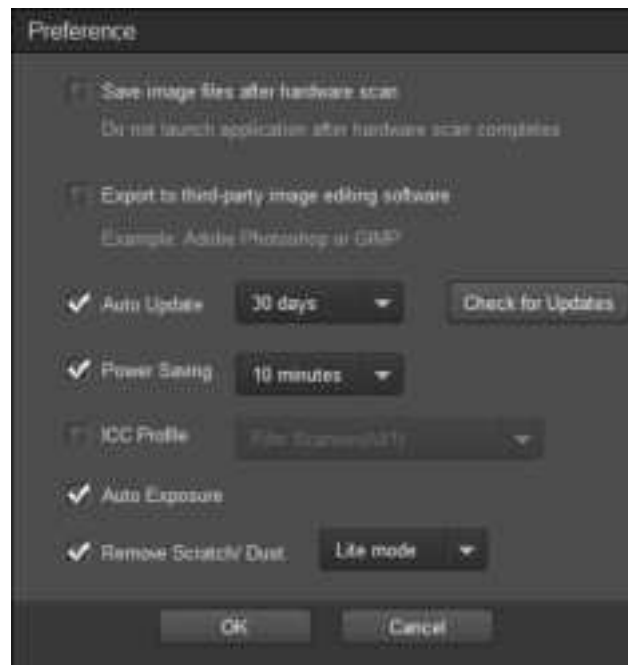 Preference
Save image files after hardware scan
Do not launch application after hardware scan completes
Export to third-party image editing software
Example: Adobe Photoshop or GIMP
Auto Update 30 days Check for Updates
Power Saving 10 minutes
ICC Profile Film Scanner
Auto Exposure
Remove Scratch/ Dust Lite mode
OK Cancel